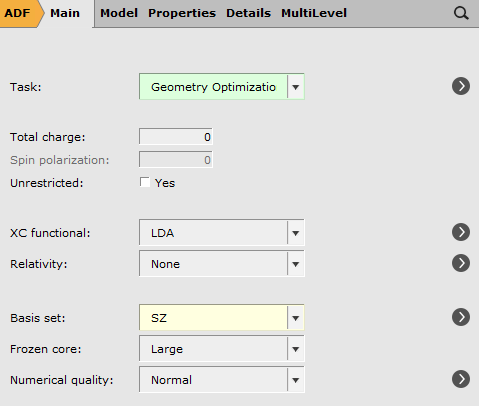 ADF Main Model Properties Details MultiLevel
Task: Geometry Optimizatio
Total charge: 0
Spin polarization: 0
Unrestricted: Yes
XC functional: LDA
Relativity: None
Basis set: SZ
Frozen core: Large
Numerical quality: Normal